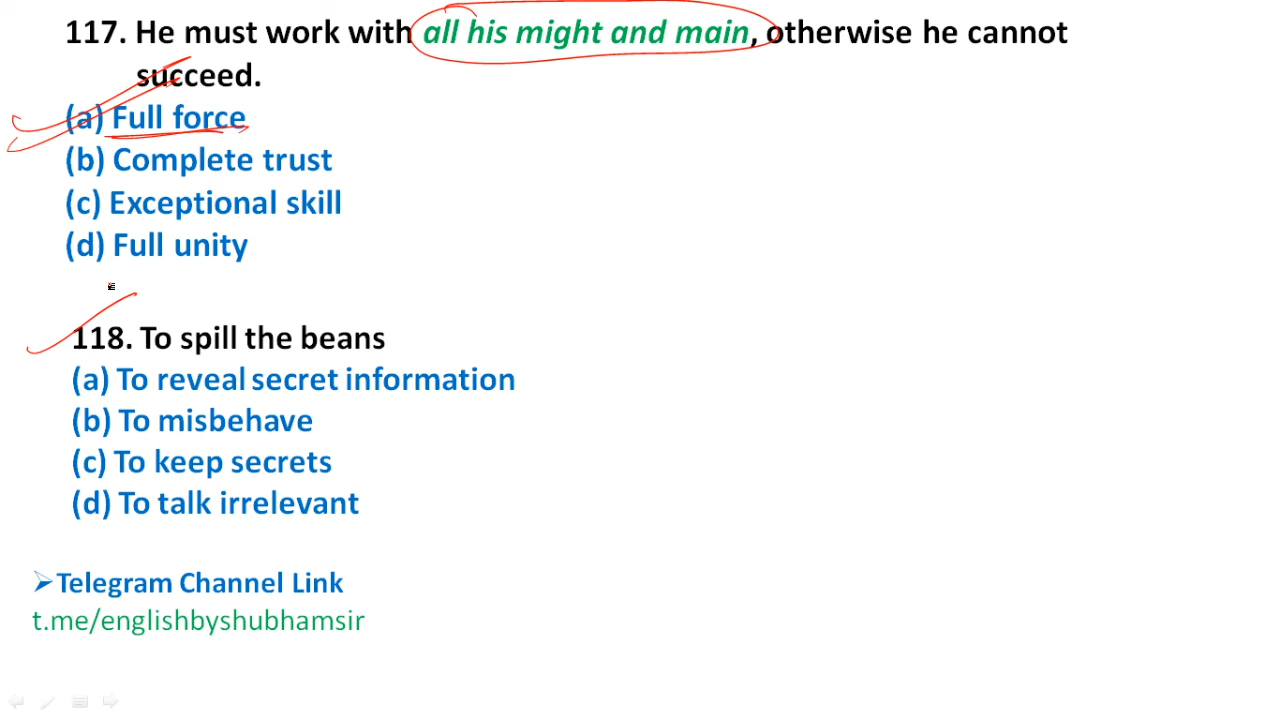 117. He must work with all his might and main, otherwise he cannot
succeed.
(a) Full force
(b) Complete trust
(c) Exceptional skill
(d) Full unity
118. To spill the beans
(a) To reveal secret information
(b) To misbehave
(c) To keep secrets
(d) To talk irrelevant
➢Telegram Channel Link
t.me/englishbyshubhamsir